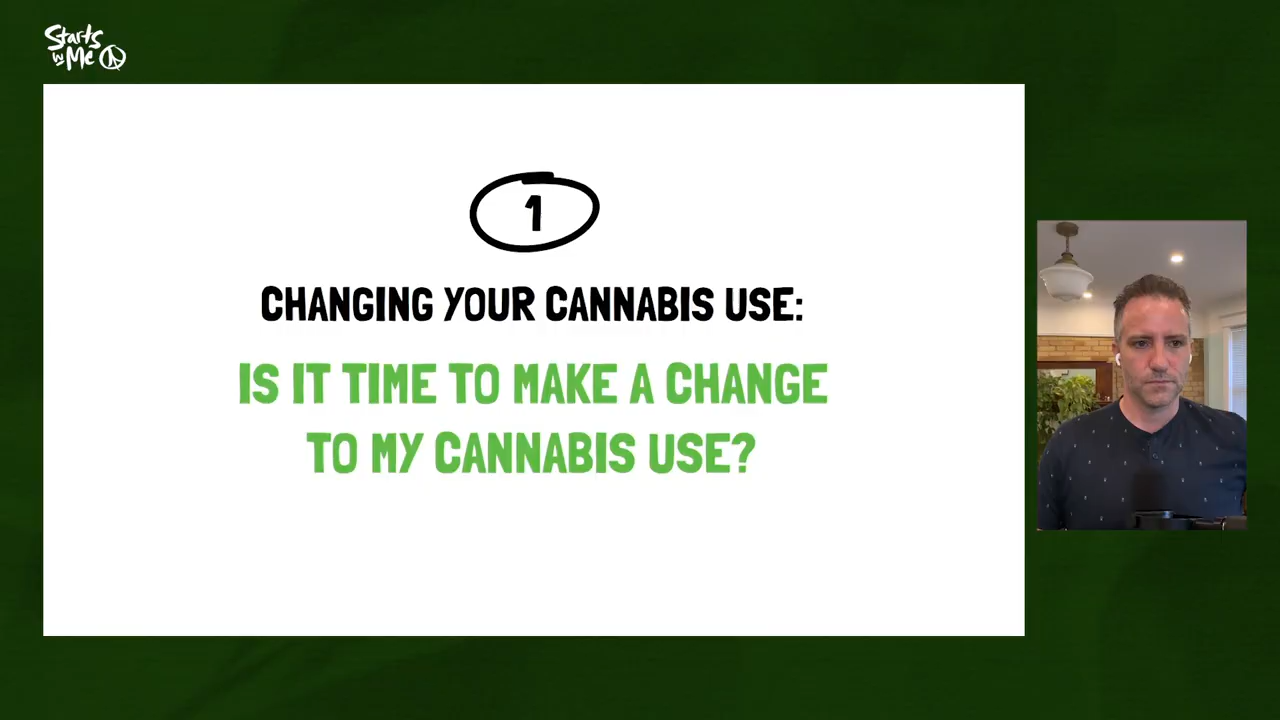 Starts
w Me
1
CHANGING YOUR CANNABIS USE:
IS IT TIME TO MAKE A CHANGE
TO MY CANNABIS USE?